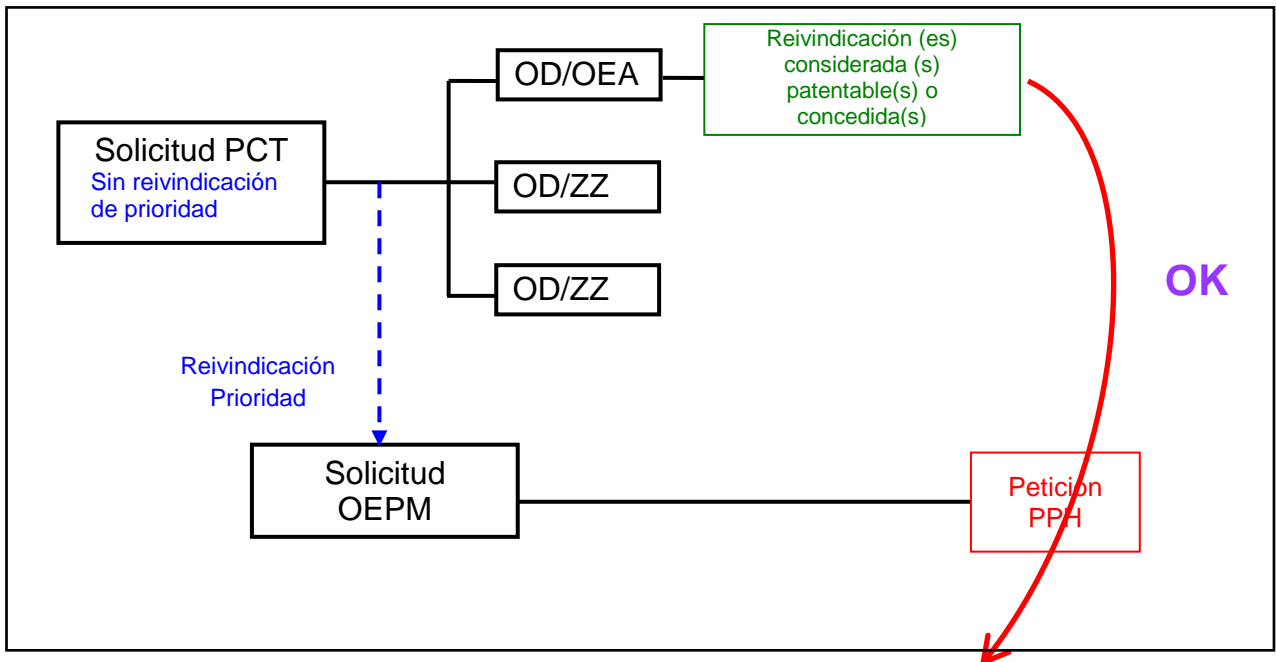 Reivindicación (es)
considerada (s)
patentable(s) o
concedida(s)
OD/OEA
Solicitud PCT
Sin reivindicación
de prioridad
OD/ZZ
OD/ZZ
OK
Reivindicación
Prioridad
Solicitud
OEPM
Petición
PPH